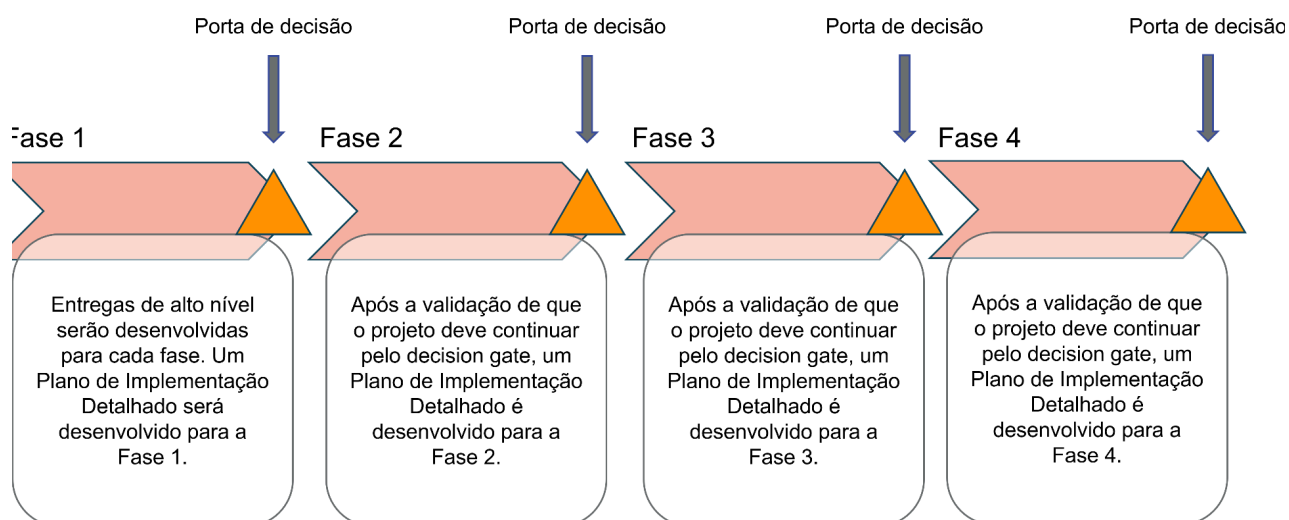 Porta de decisão
Porta de decisão
Porta de decisão
Porta de decisão
Fase 1
Fase 2
Fase 3
Fase 4
Entregas de alto nível
serão desenvolvidas
para cada fase. Um
Plano de Implementação
Detalhado será
desenvolvido para a
Fase 1.
Após a validação de que
o projeto deve continuar
pelo decision gate, um
Plano de Implementação
Detalhado é
desenvolvido para a
Fase 2.
Após a validação de que
o projeto deve continuar
pelo decision gate, um
Plano de Implementação
Detalhado é
desenvolvido para a
Fase 3.
Após a validação de que
o projeto deve continuar
pelo decision gate, um
Plano de Implementação
Detalhado é
desenvolvido para a
Fase 4.